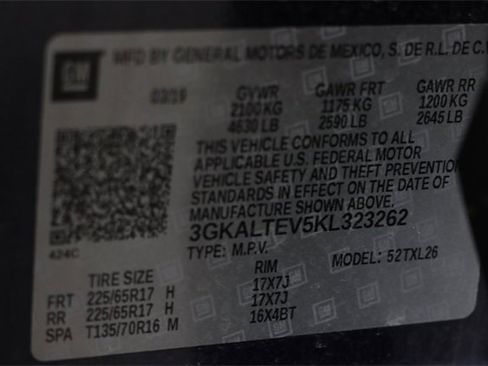 GM
MFD BY GENERAL MOTORS DE MEXICO, S. DE R.L. DE C.V
03/19 GVWR GAWR FRT GAWR RR
2100 KG 1175 KG 1200 KG
4630 LB 2590 LB 2645 LB
THIS VEHICLE CONFORMS TO ALL
APPLICABLE U.S. FEDERAL MOTOR
VEHICLE SAFETY AND THEFT PREVENTION
STANDARDS IN EFFECT ON THE DATE OF
MANUFACTURE SHOWN ABOVE.
3GKALTEV5KL323262
424C TYPE: M.P.V. MODEL: 52TXL26
TIRE SIZE RIM
FRT 225/65R17 H 17X7J
RR 225/65R17 H 17X7J
SPA T135/70R16 M 16X4BT